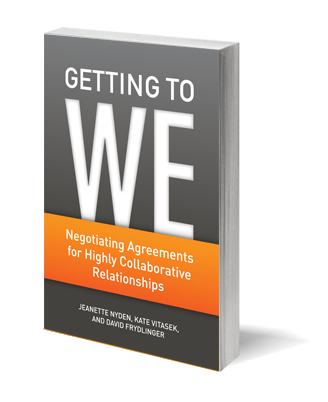 GETTING TO
WE
Negotiating Agreements
for Highly Collaborative
Relationships
JEANETTE NYDEN, KATE VITASEK,
AND DAVID FRYDLINGER